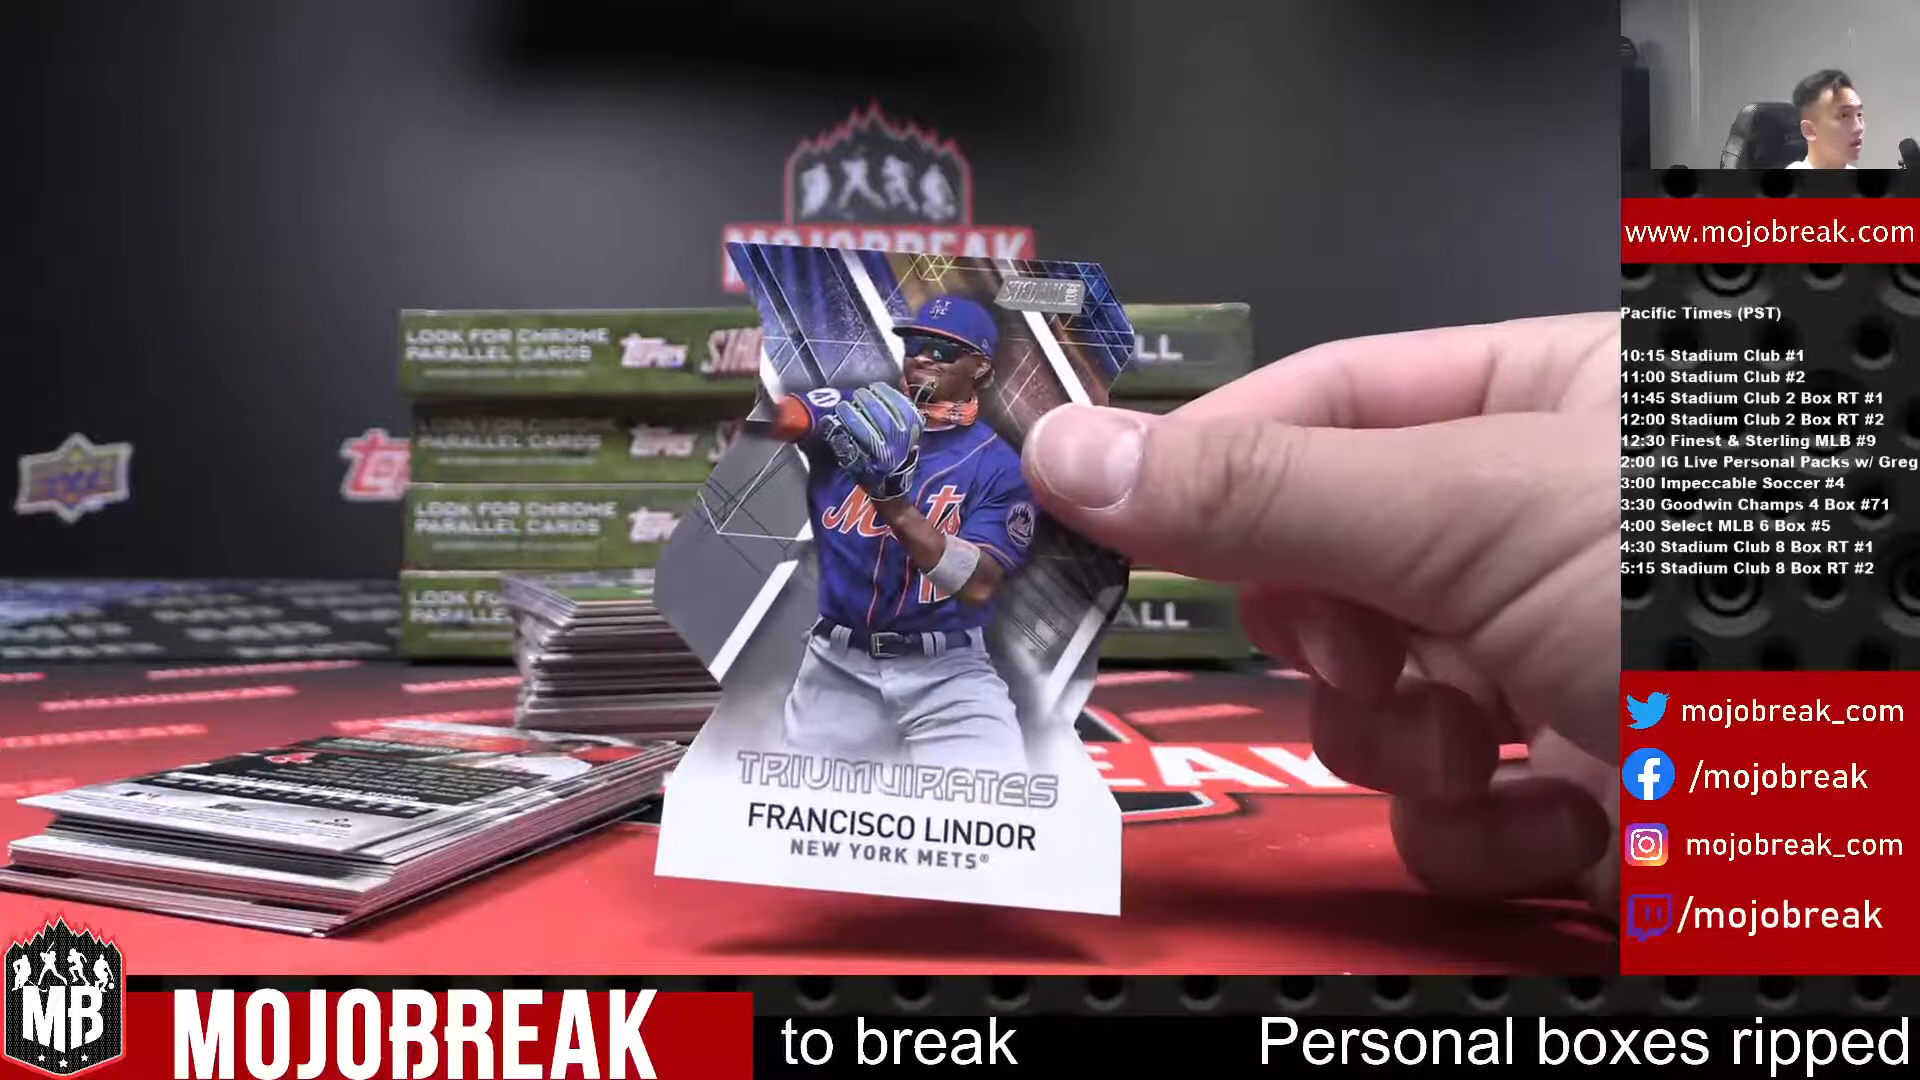 MOJOBREAK
LOOK FOR CHROME
PARALLEL CARDS
TOPPS
LOOK FOR CHROME
PARALLEL CARDS
TOPPS
LOOK FOR CHROME
PARALLEL CARDS
ALL
STADIUM CLUB
Mets
TRIUMVIRATES
FRANCISCO LINDOR
NEW YORK METS®
www.mojobreak.com
Pacific Times (PST)
10:15 Stadium Club #1
11:00 Stadium Club #2
11:45 Stadium Club 2 Box RT #1
12:00 Stadium Club 2 Box RT #2
12:30 Finest & Sterling MLB #9
2:00 IG Live Personal Packs w/ Greg
3:00 Impeccable Soccer #4
3:30 Goodwin Champs 4 Box #71
4:00 Select MLB 6 Box #5
4:30 Stadium Club 8 Box RT #1
5:15 Stadium Club 8 Box RT #2
mojobreak_com
/mojobreak
mojobreak_com
/mojobreak
MB
MOJOBREAK
to break
Personal boxes ripped